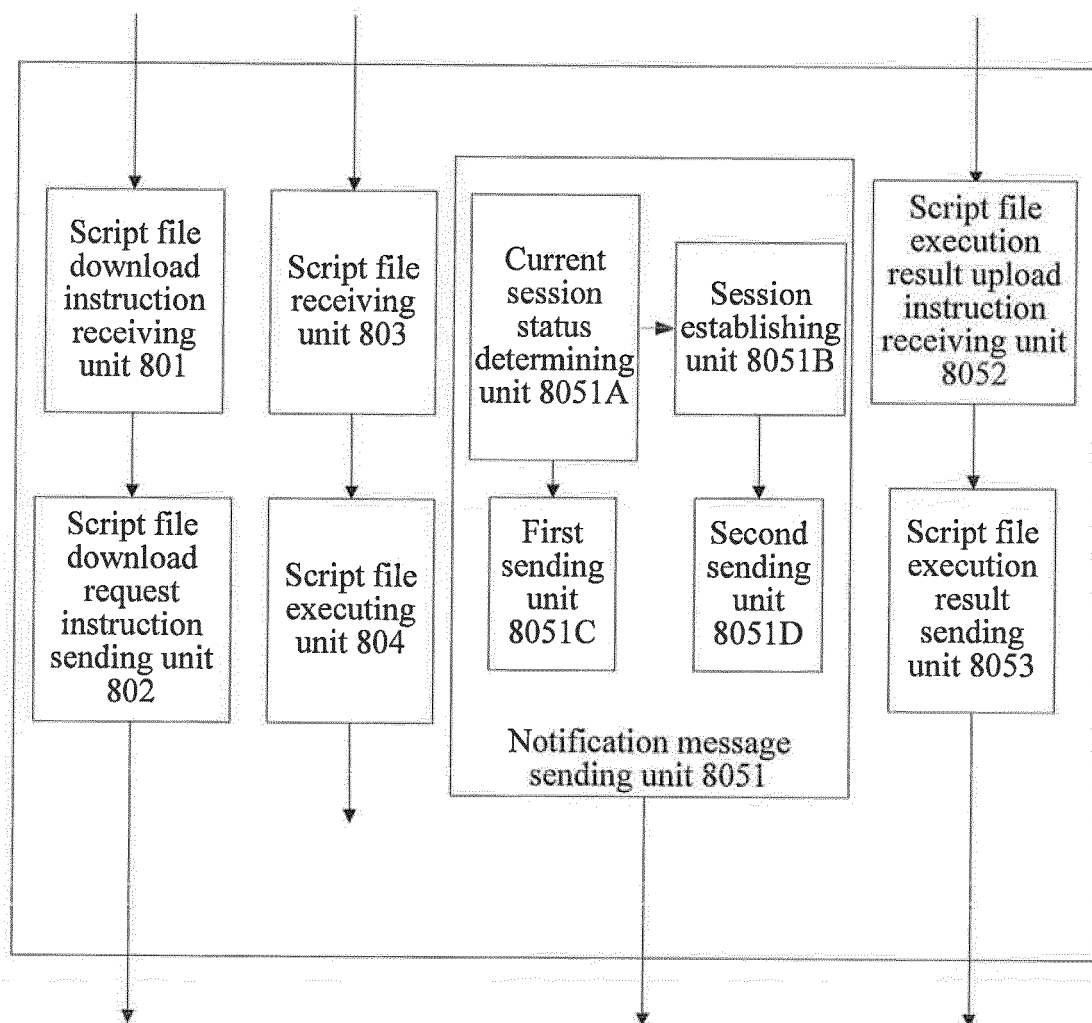 Script file
download
instruction
receiving
unit 801
Script file
receiving
unit 803
Current
session
status
determining
unit 8051A
Session
establishing
unit 8051B
Script file
execution
result upload
instruction
receiving unit
8052
Script file
download
request
instruction
sending unit
802
Script file
executing
unit 804
First
sending
unit
8051C
Second
sending
unit
8051D
Script file
execution
result
sending
unit 8053
Notification message
sending unit 8051